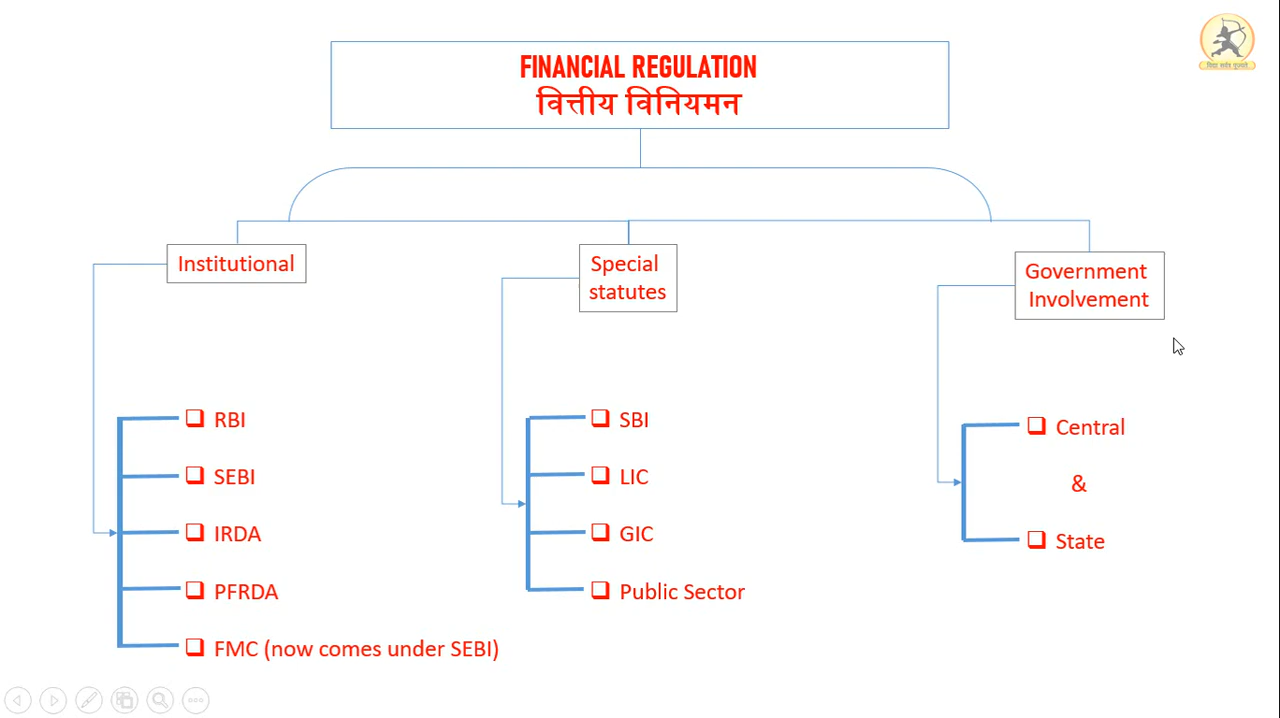 FINANCIAL REGULATION
वित्तीय विनियमन
Institutional
RBI
SEBI
IRDA
PFRDA
FMC (now comes under SEBI)
Special
statutes
SBI
LIC
GIC
Public Sector
Government
Involvement
Central
&
State